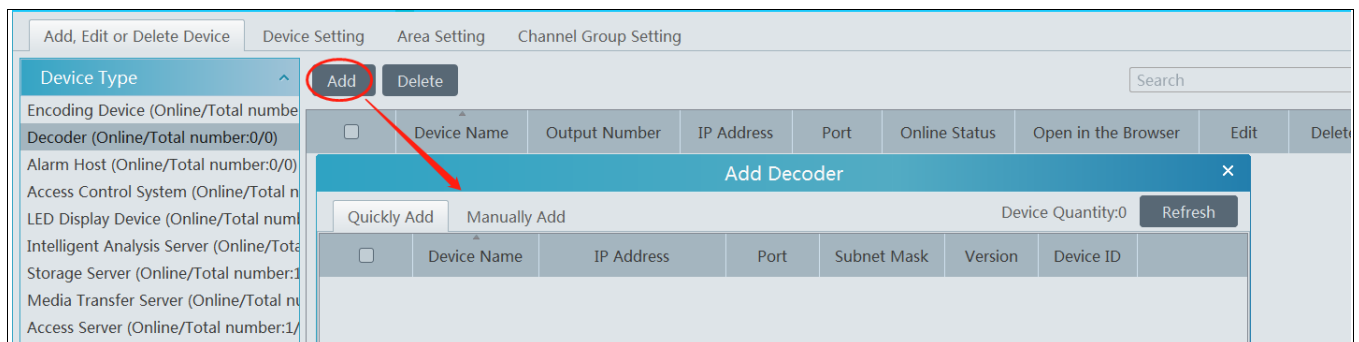 Add, Edit or Delete Device Device Setting Area Setting Channel Group Setting
Device Type Add Delete Search
Encoding Device (Online/Total numbe
Decoder (Online/Total number:0/0) Device Name Output Number IP Address Port Online Status Open in the Browser Edit Delete
Alarm Host (Online/Total number:0/0)
Add Decoder ×
Access Control System (Online/Total n
LED Display Device (Online/Total num
Quickly Add Manually Add Device Quantity:0 Refresh
Intelligent Analysis Server (Online/Tota
Device Name IP Address Port Subnet Mask Version Device ID
Storage Server (Online/Total number:1
Media Transfer Server (Online/Total nu
Access Server (Online/Total number:1/